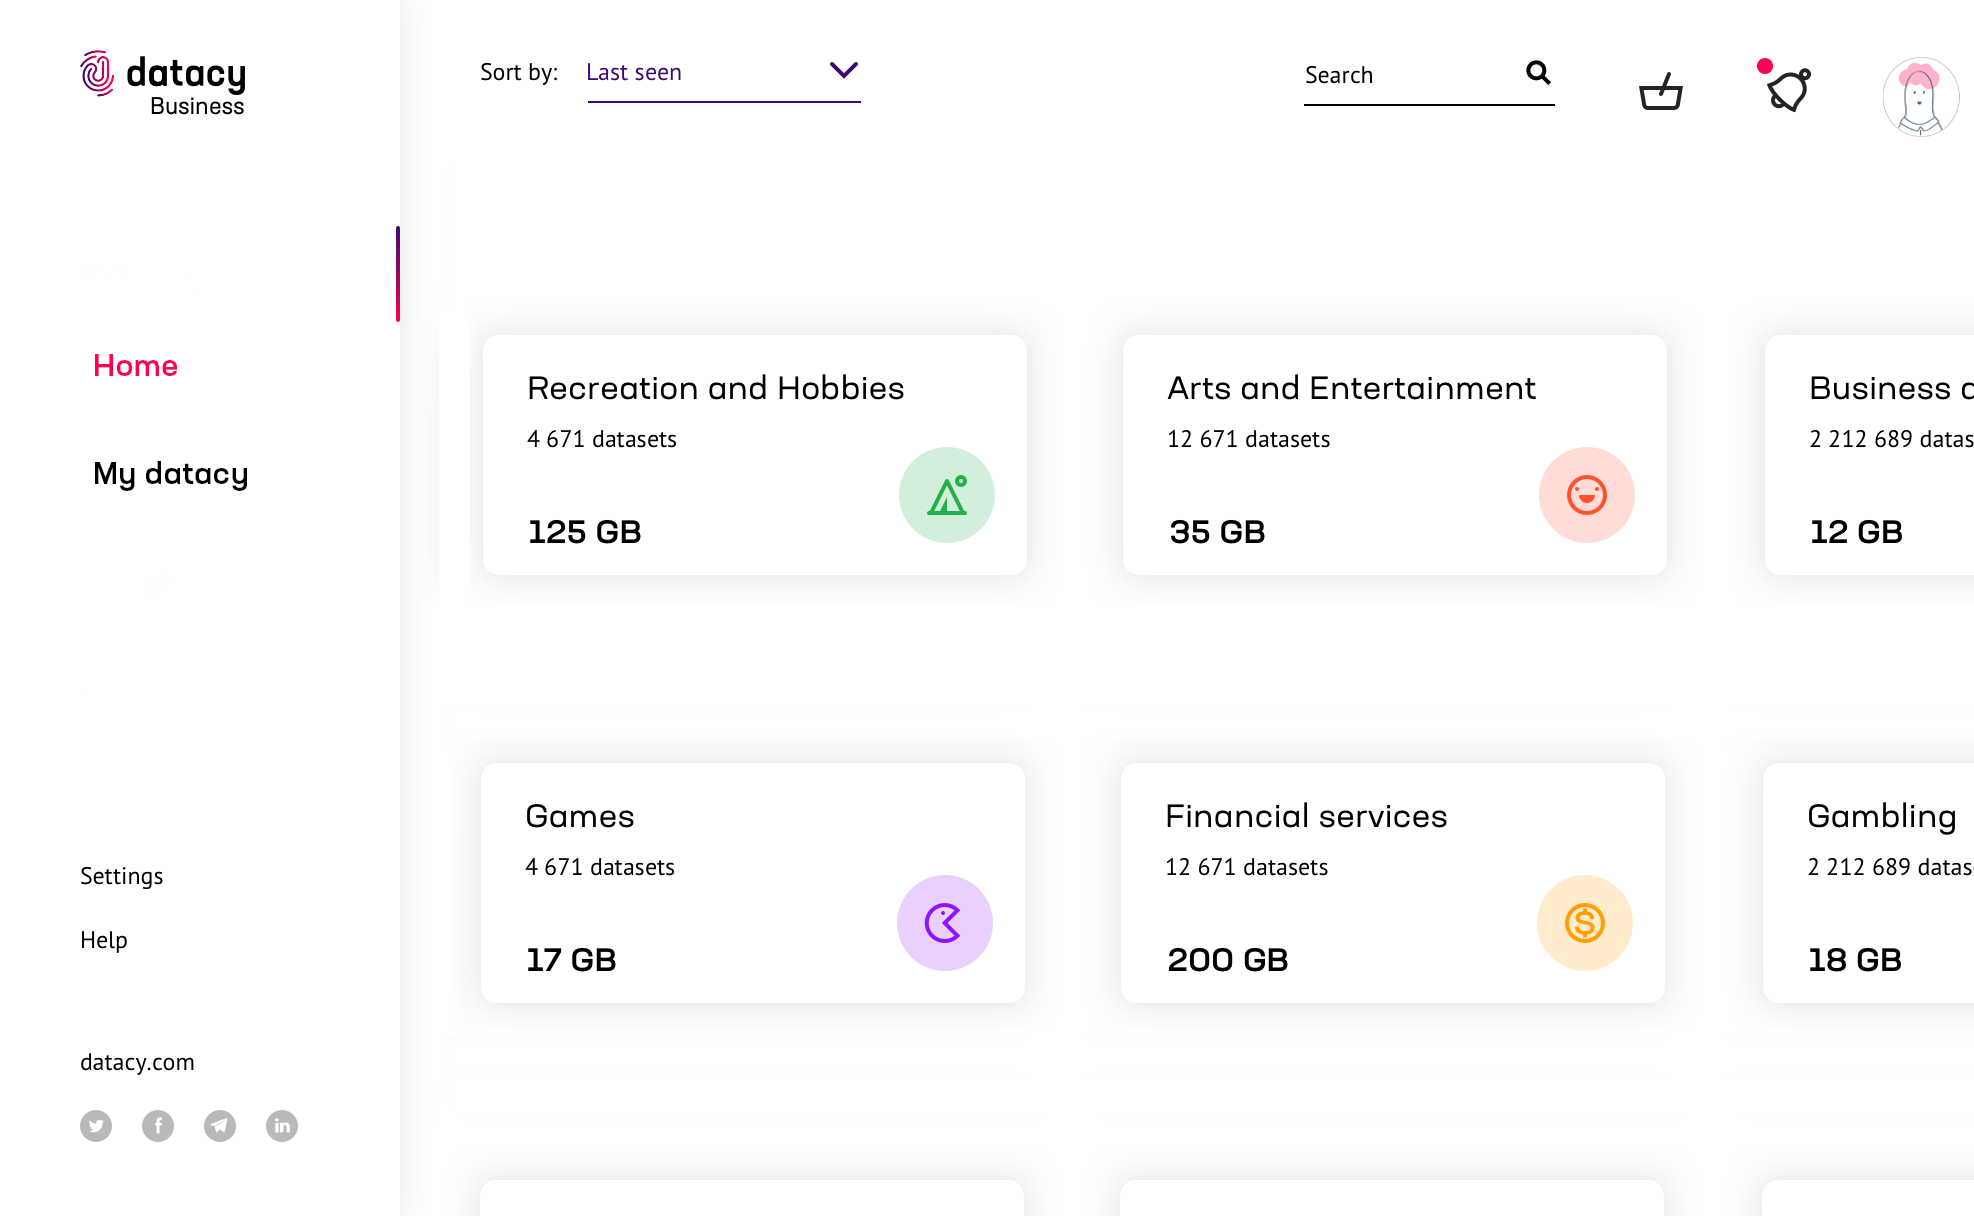 datacy
Business
Sort by: Last seen
Search
Home
My datacy
Settings
Help
datacy.com
Recreation and Hobbies
4 671 datasets
125 GB
Arts and Entertainment
12 671 datasets
35 GB
Business
2 212 689
12 GB
Games
4 671 datasets
17 GB
Financial services
12 671 datasets
200 GB
Gambling
2 212 689
18 GB